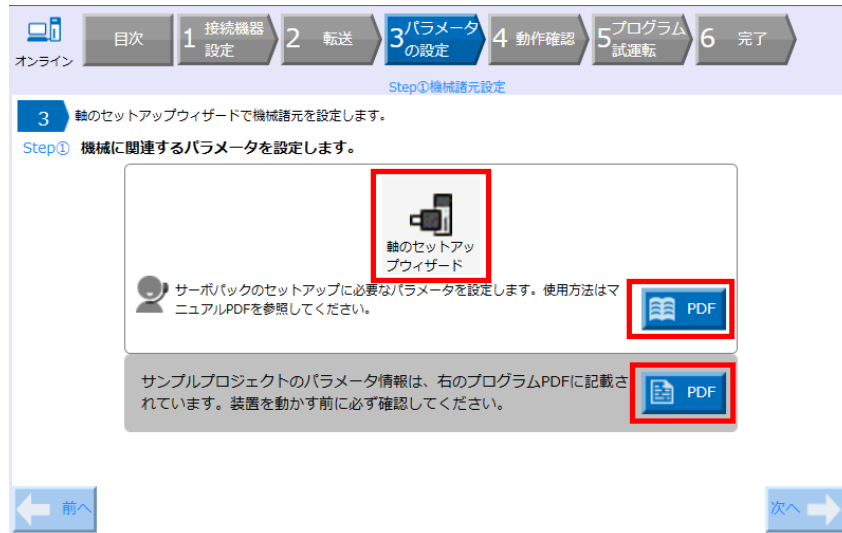 オンライン
目次
1 接続機器
設定
2 転送
3 パラメータ
の設定
4 動作確認
5 プログラム
試運転
6 完了
Step①機械諸元設定
3 軸のセットアップウィザードで機械諸元を設定します。
Step① 機械に関連するパラメータを設定します。
軸のセットアッ
プウィザード
サーボパックのセットアップに必要なパラメータを設定します。使用方法はマ
ニュアルPDFを参照してください。
PDF
サンプルプロジェクトのパラメータ情報は、右のプログラムPDFに記載さ
れています。装置を動かす前に必ず確認してください。
PDF
前へ
次へ